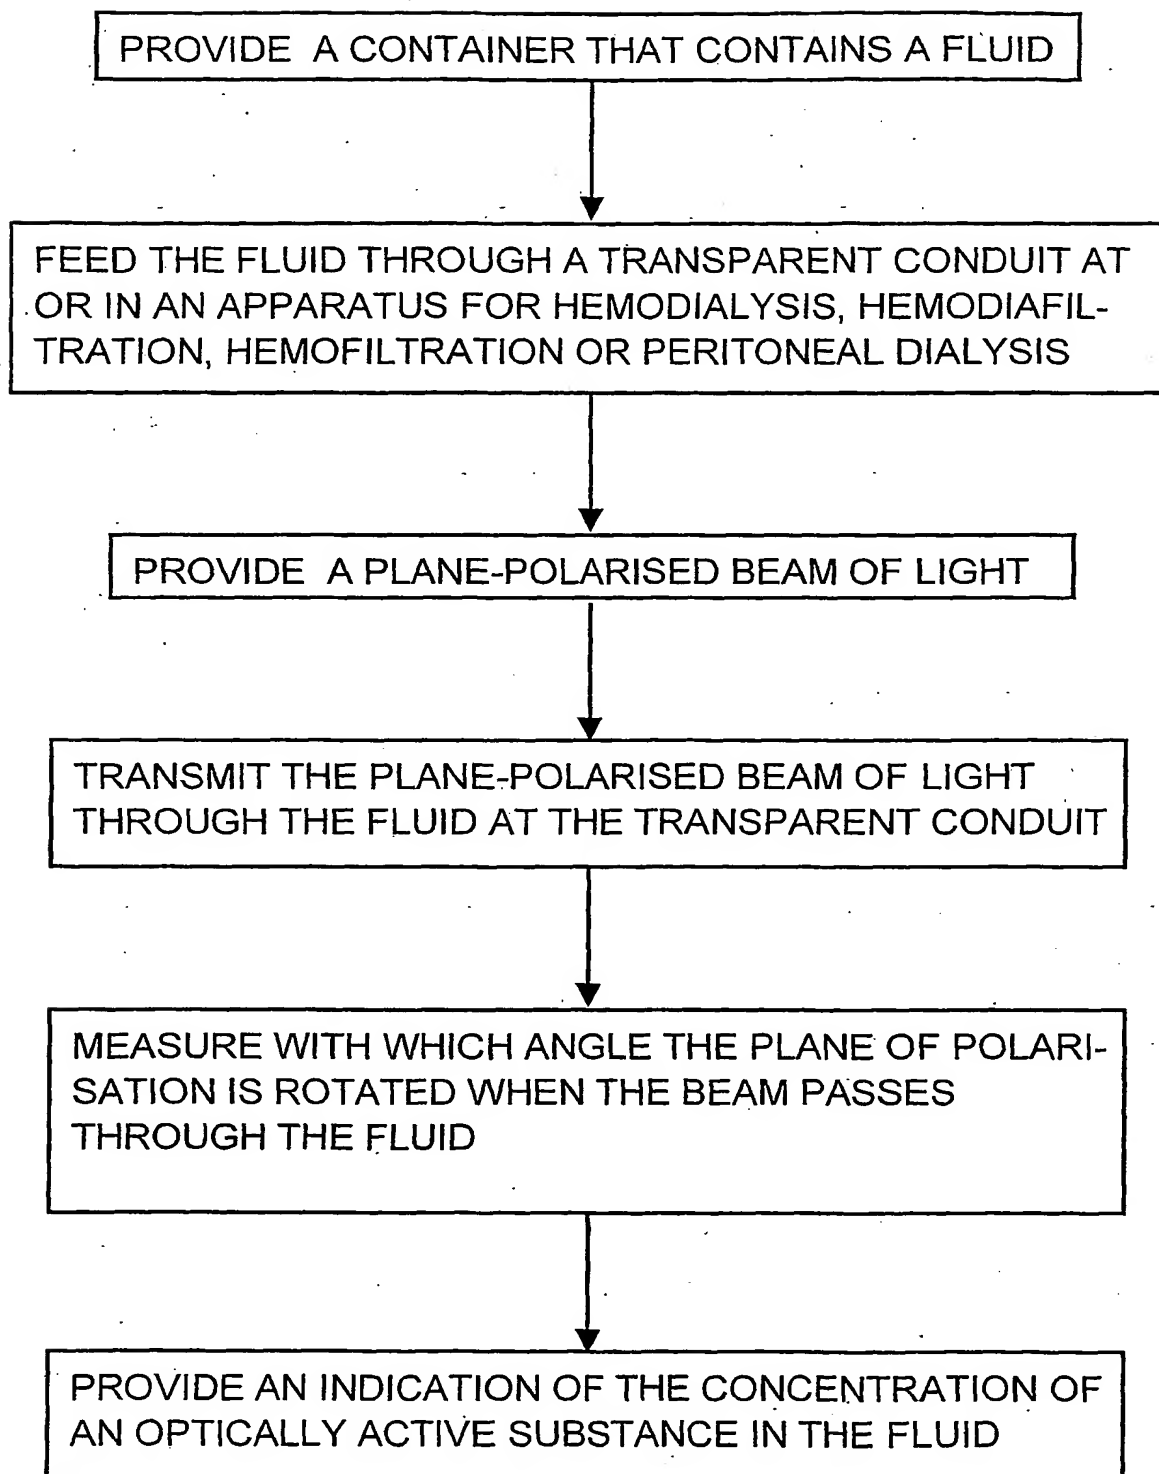 PROVIDE A CONTAINER THAT CONTAINS A FLUID
FEED THE FLUID THROUGH A TRANSPARENT CONDUIT AT
OR IN AN APPARATUS FOR HEMODIALYSIS, HEMODIAFIL-
TRATION, HEMOFILTRATION OR PERITONEAL DIALYSIS
PROVIDE A PLANE-POLARISED BEAM OF LIGHT
TRANSMIT THE PLANE-POLARISED BEAM OF LIGHT
THROUGH THE FLUID AT THE TRANSPARENT CONDUIT
MEASURE WITH WHICH ANGLE THE PLANE OF POLARI-
SATION IS ROTATED WHEN THE BEAM PASSES
THROUGH THE FLUID
PROVIDE AN INDICATION OF THE CONCENTRATION OF
AN OPTICALLY ACTIVE SUBSTANCE IN THE FLUID